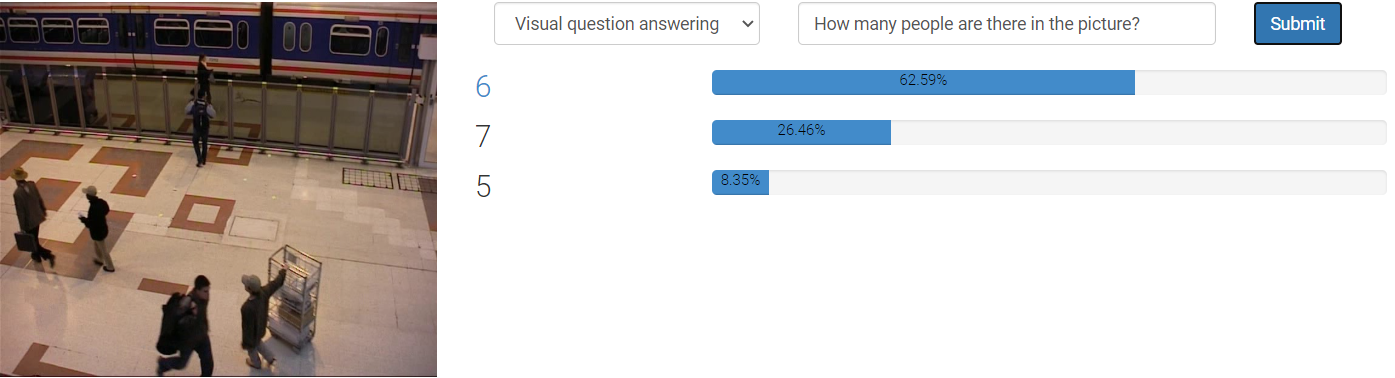 Visual question answering
How many people are there in the picture?
Submit
6
62.59%
7
26.46%
5
8.35%